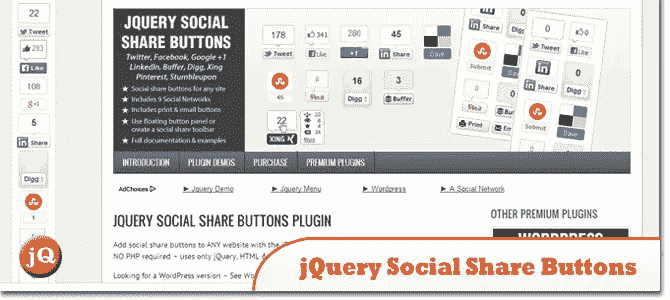 22
Tweet
283
Like
108
g+1
5
Share
Digg
1
jQ
JQUERY SOCIAL
SHARE BUTTONS
Twitter, Facebook, Google +1
Linkedin, Buffer, Digg, Xing
Pinterest, Stumbleupon
★ Social share buttons for any site
★ Includes 9 Social Networks
★ Includes print & email buttons
★ Use floating button panel or
create a social share toolbar
★ Full documentation & examples
178
Tweet
341
Like
286
+1
45
Share
Save
Digg
16
3
Buffer
22
XING
0
Tweet
Like
Share
Submit
Save
Digg
Buffer
Pin it
Print
INTRODUCTION
PLUGIN DEMOS
PURCHASE
PREMIUM PLUGINS
AdChoices
► Jquery Demo
► Jquery Menu
► Wordpress
► A Social Network
JQUERY SOCIAL SHARE BUTTONS PLUGIN
OTHER PREMIUM PLUGINS
Add social share buttons to ANY website with the
NO PHP required - uses only jQuery, HTML &
Looking for a WordPress version - See
WORDPRESS
jQuery Social Share Buttons